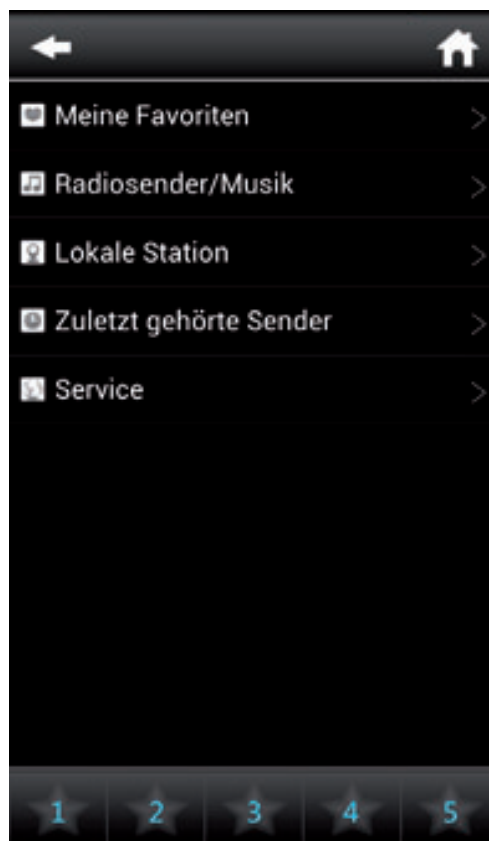 Meine Favoriten
Radiosender/Musik
Lokale Station
Zuletzt gehörte Sender
Service
1 2 3 4 5